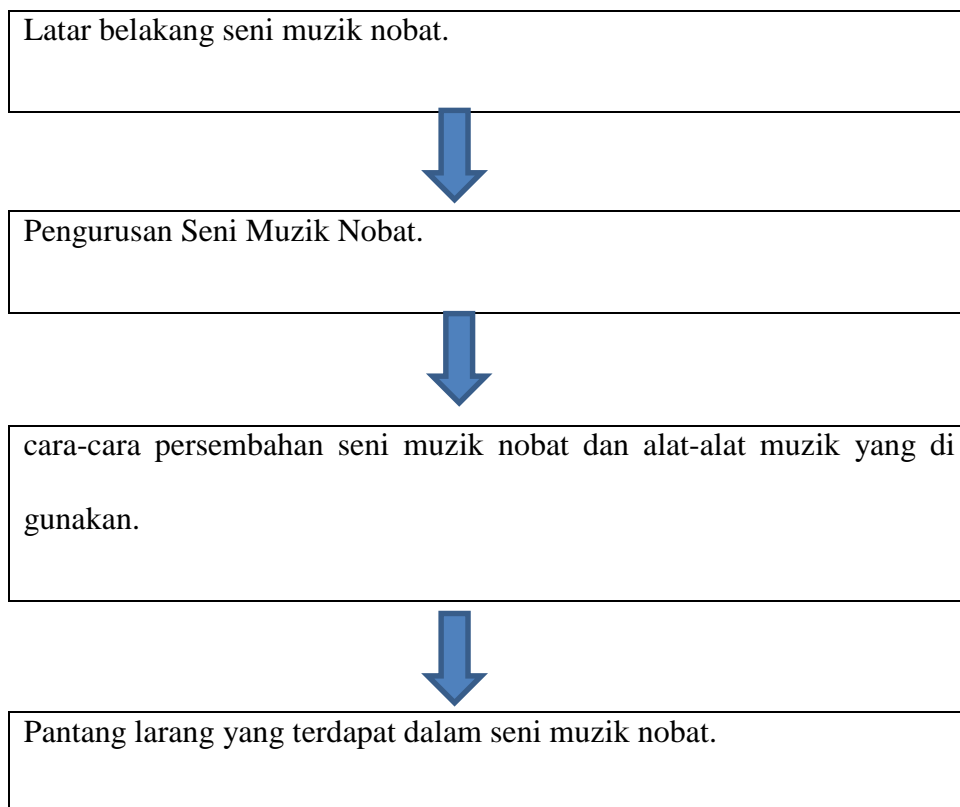 Latar belakang seni muzik nobat.
Pengurusan Seni Muzik Nobat.
cara-cara persembahan seni muzik nobat dan alat-alat muzik yang di
gunakan.
Pantang larang yang terdapat dalam seni muzik nobat.